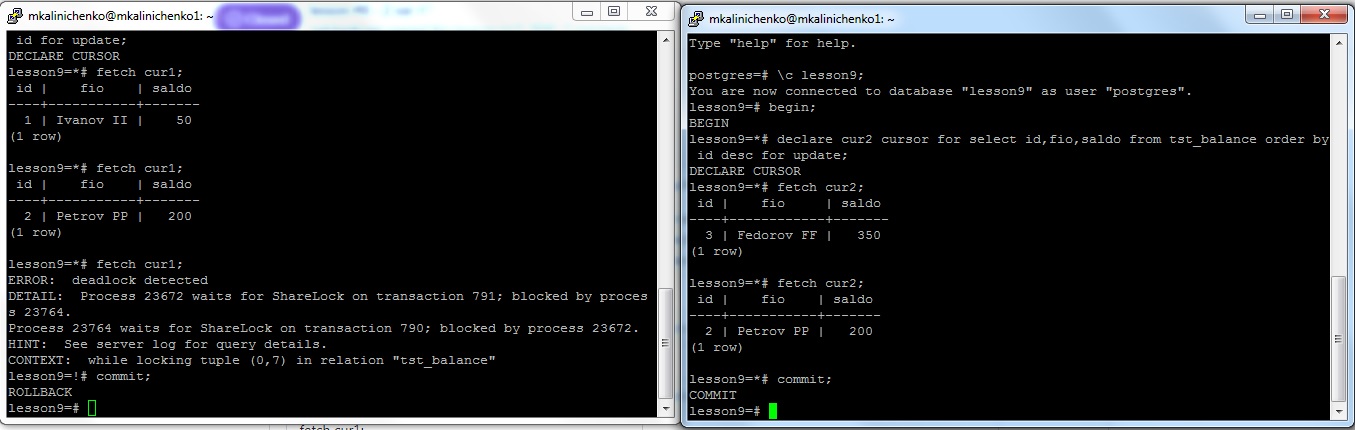 mkalinichenko@mkalinichenko1: ~
 id for update;
DECLARE CURSOR
lesson9=*# fetch cur1;
 id |    fio    | saldo
----+-----------+-------
  1 | Ivanov II |    50
(1 row)
lesson9=*# fetch cur1;
 id |    fio    | saldo
----+-----------+-------
  2 | Petrov PP |   200
(1 row)
lesson9=*# fetch cur1;
ERROR:  deadlock detected
DETAIL:  Process 23672 waits for ShareLock on transaction 791; blocked by proces
s 23764.
Process 23764 waits for ShareLock on transaction 790; blocked by process 23672.
HINT:  See server log for query details.
CONTEXT:  while locking tuple (0,7) in relation "tst_balance"
lesson9=!# commit;
ROLLBACK
lesson9=#
mkalinichenko@mkalinichenko1: ~
Type "help" for help.
postgres=# \c lesson9;
You are now connected to database "lesson9" as user "postgres".
lesson9=# begin;
BEGIN
lesson9=*# declare cur2 cursor for select id,fio,saldo from tst_balance order by
 id desc for update;
DECLARE CURSOR
lesson9=*# fetch cur2;
 id |    fio     | saldo
----+------------+-------
  3 | Fedorov FF |   350
(1 row)
lesson9=*# fetch cur2;
 id |    fio    | saldo
----+-----------+-------
  2 | Petrov PP |   200
(1 row)
lesson9=*# commit;
COMMIT
lesson9=#
fetch cur1;